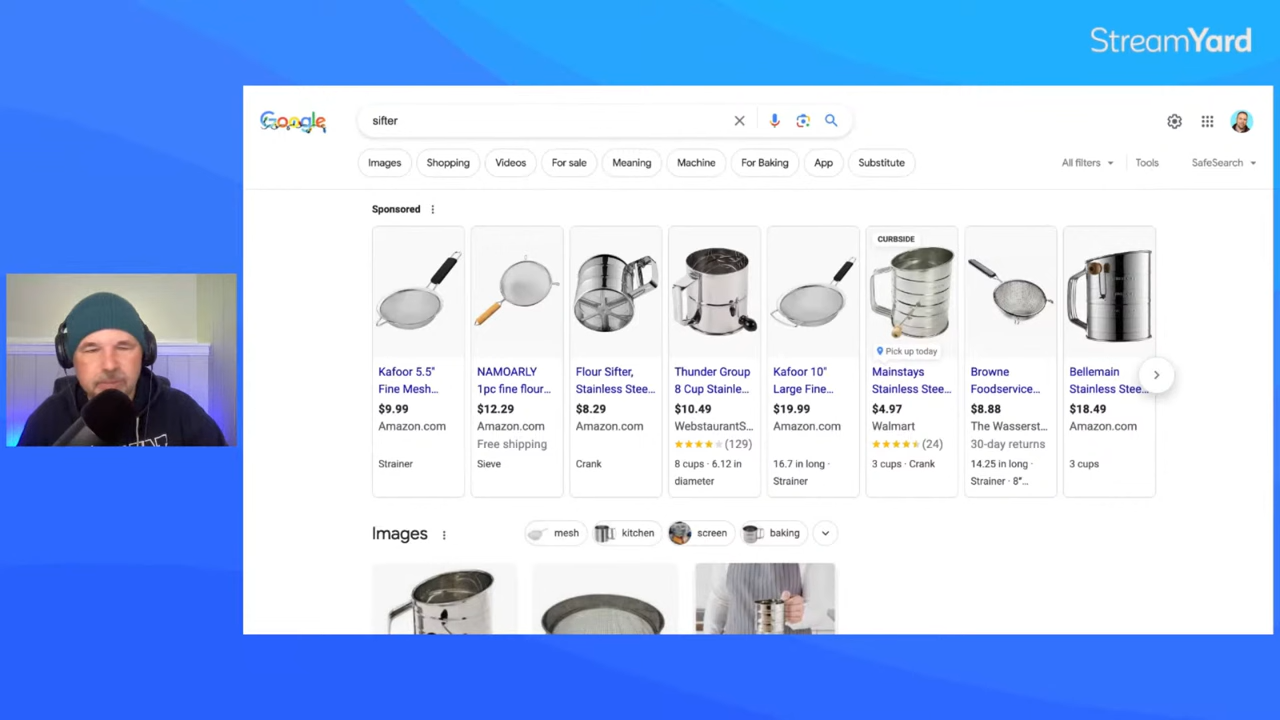 StreamYard
Google
sifter
Images Shopping Videos For sale Meaning Machine For Baking App Substitute All filters Tools SafeSearch
Sponsored
CURBSIDE
Pick up today
Kafoor 5.5"
Fine Mesh...
$9.99
Amazon.com
Strainer
NAMOARLY
1pc fine flour...
$12.29
Amazon.com
Free shipping
Sieve
Flour Sifter,
Stainless Stee...
$8.29
Amazon.com
Crank
Thunder Group
8 Cup Stainle...
$10.49
WebstaurantS...
(129)
8 cups · 6.12 in
diameter
Kafoor 10"
Large Fine...
$19.99
Amazon.com
16.7 in long ·
Strainer
Mainstays
Stainless Stee...
$4.97
Walmart
(24)
3 cups · Crank
Browne
Foodservice...
$8.88
The Wasserst...
30-day returns
14.25 in long ·
Strainer · 8"...
Bellemain
Stainless Stee...
$18.49
Amazon.com
3 cups
Images mesh kitchen screen baking